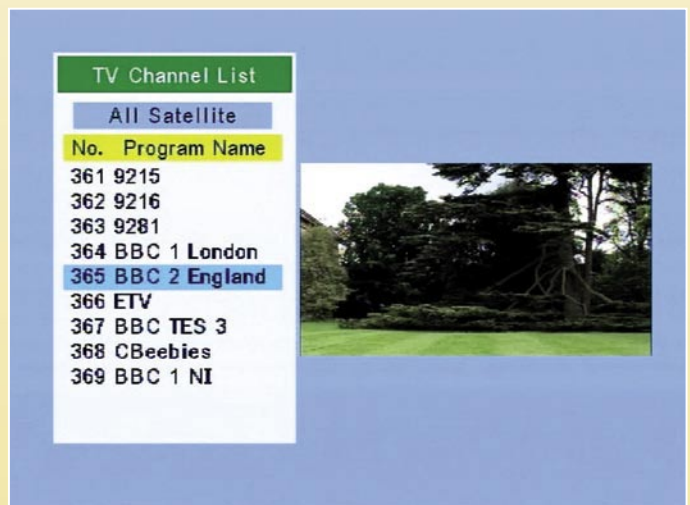 TV Channel List
All Satellite
No. Program Name
361 9215
362 9216
363 9281
364 BBC 1 London
365 BBC 2 England
366 ETV
367 BBC TES 3
368 CBeebies
369 BBC 1 NI